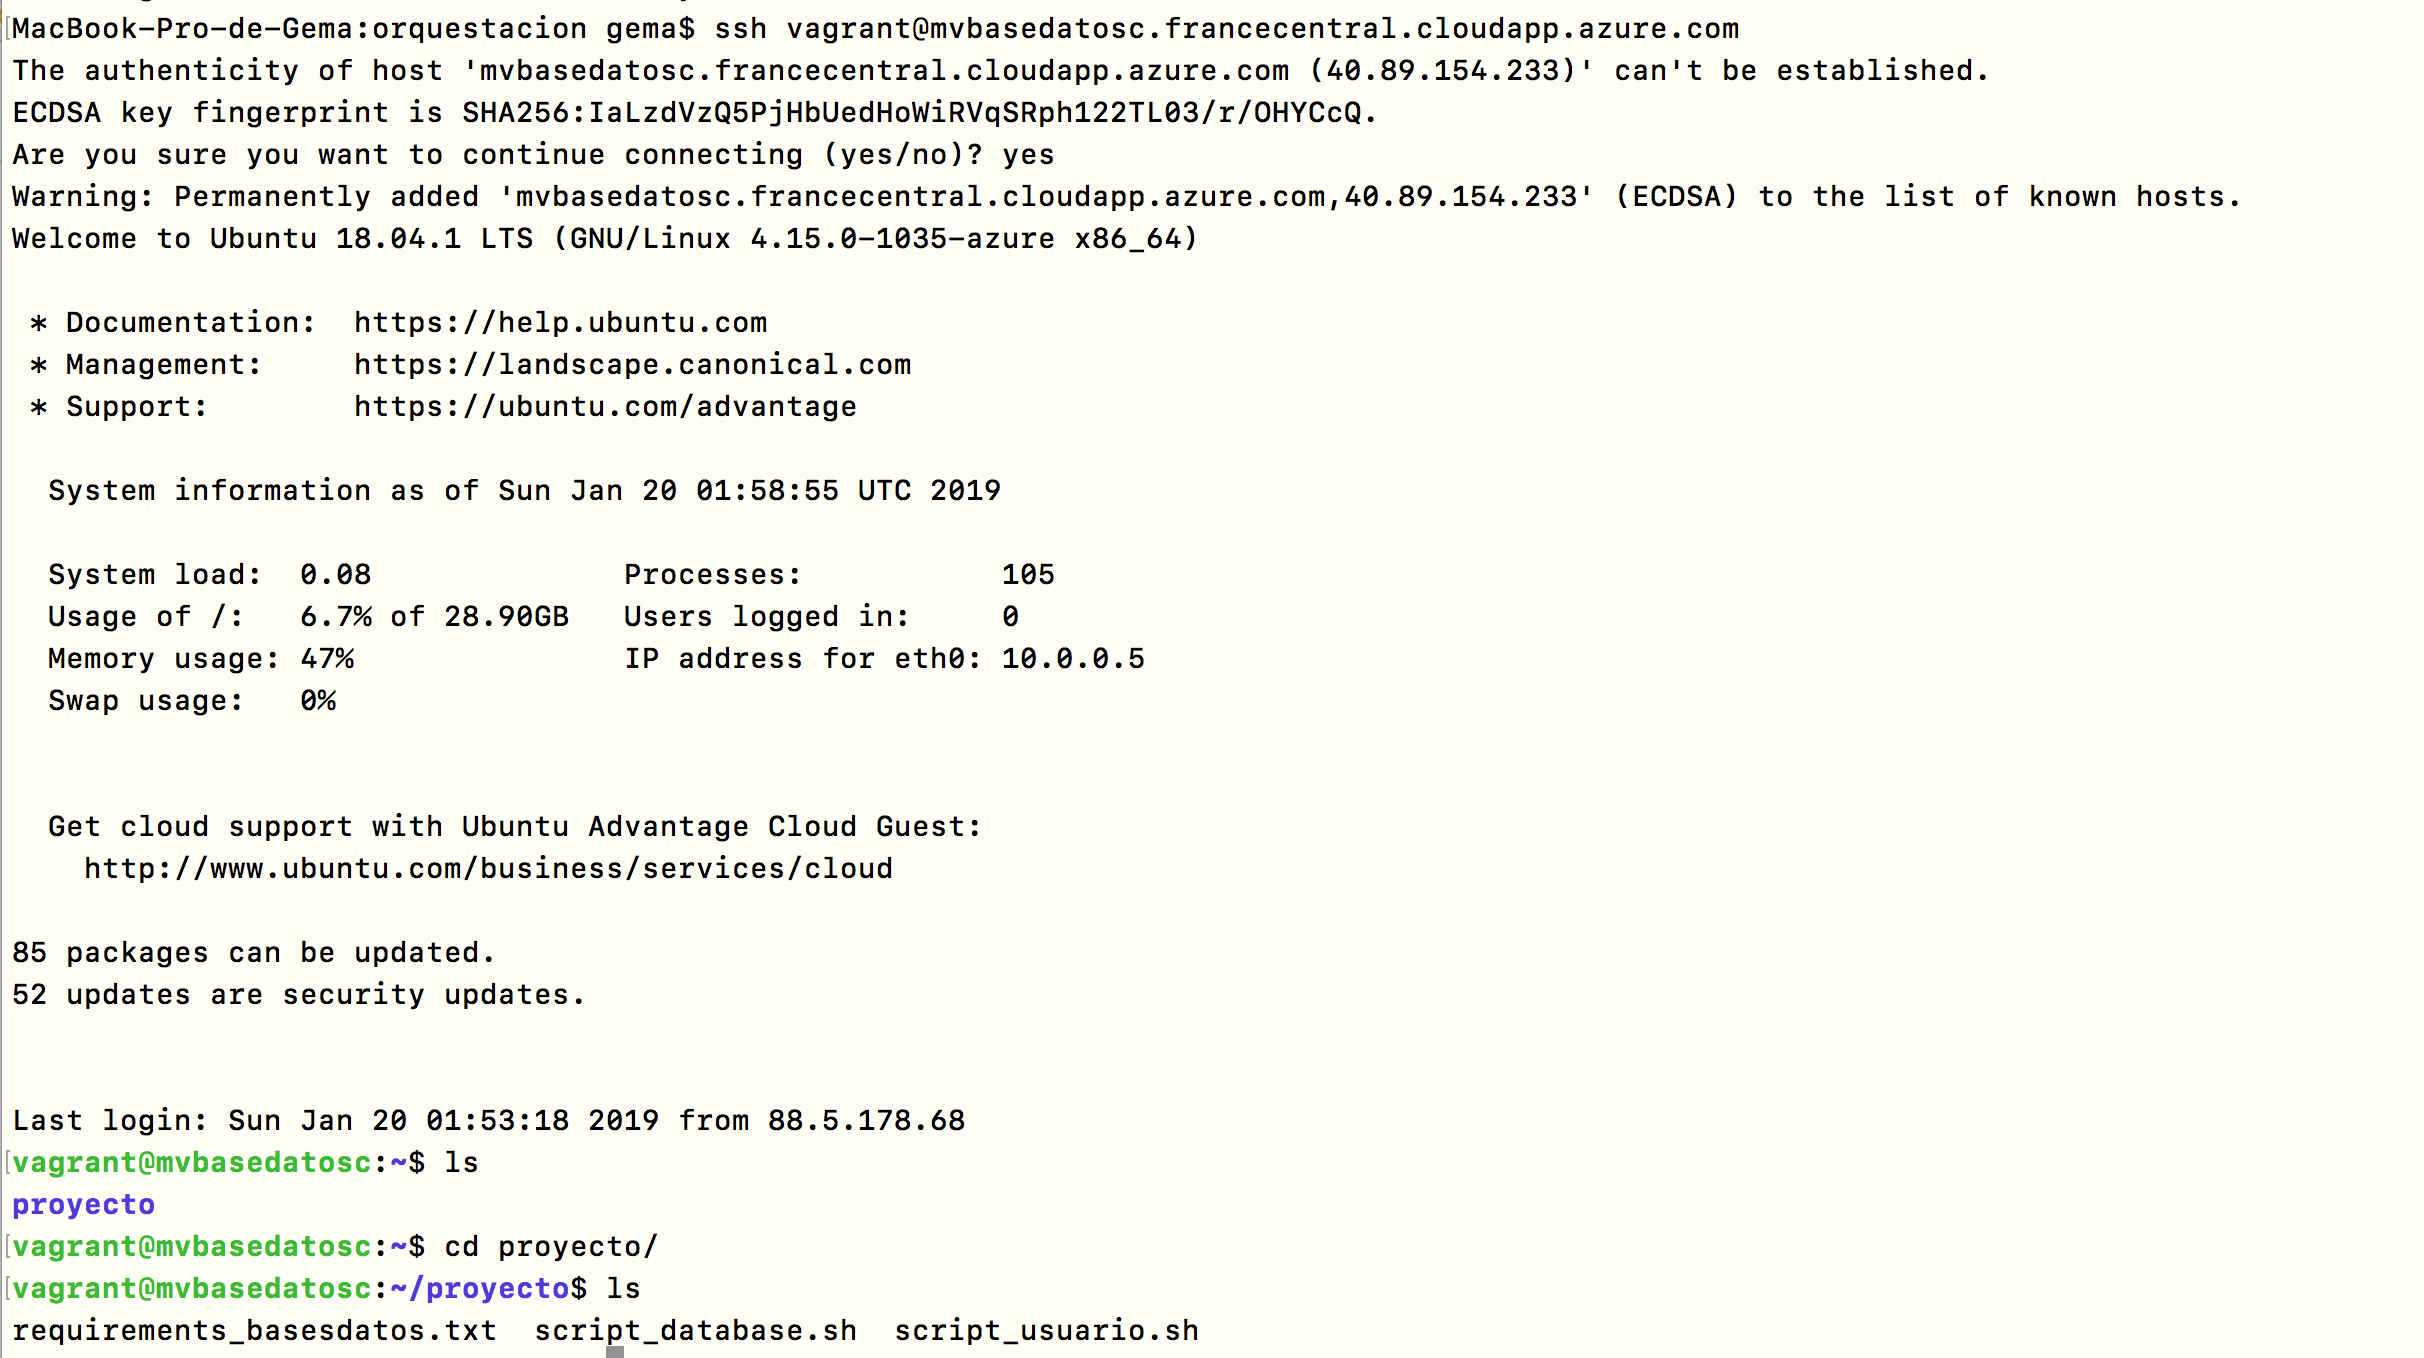 MacBook-Pro-de-Gema:orquestacion gema$ ssh vagrant@mvbasedatosc.francecentral.cloudapp.azure.com
The authenticity of host 'mvbasedatosc.francecentral.cloudapp.azure.com (40.89.154.233)' can't be established.
ECDSA key fingerprint is SHA256:IaLzdVzQ5PjHbUedHoWiRVqSRph122TL03/r/OHYCcQ.
Are you sure you want to continue connecting (yes/no)? yes
Warning: Permanently added 'mvbasedatosc.francecentral.cloudapp.azure.com,40.89.154.233' (ECDSA) to the list of known hosts.
Welcome to Ubuntu 18.04.1 LTS (GNU/Linux 4.15.0-1035-azure x86_64)

 * Documentation:  https://help.ubuntu.com
 * Management:     https://landscape.canonical.com
 * Support:        https://ubuntu.com/advantage

  System information as of Sun Jan 20 01:58:55 UTC 2019

  System load:  0.08              Processes:           105
  Usage of /:   6.7% of 28.90GB   Users logged in:     0
  Memory usage: 47%               IP address for eth0: 10.0.0.5
  Swap usage:   0%

  Get cloud support with Ubuntu Advantage Cloud Guest:
    http://www.ubuntu.com/business/services/cloud

85 packages can be updated.
52 updates are security updates.

Last login: Sun Jan 20 01:53:18 2019 from 88.5.178.68
vagrant@mvbasedatosc:~$ ls
proyecto
vagrant@mvbasedatosc:~$ cd proyecto/
vagrant@mvbasedatosc:~/proyecto$ ls
requirements_basesdatos.txt  script_database.sh  script_usuario.sh